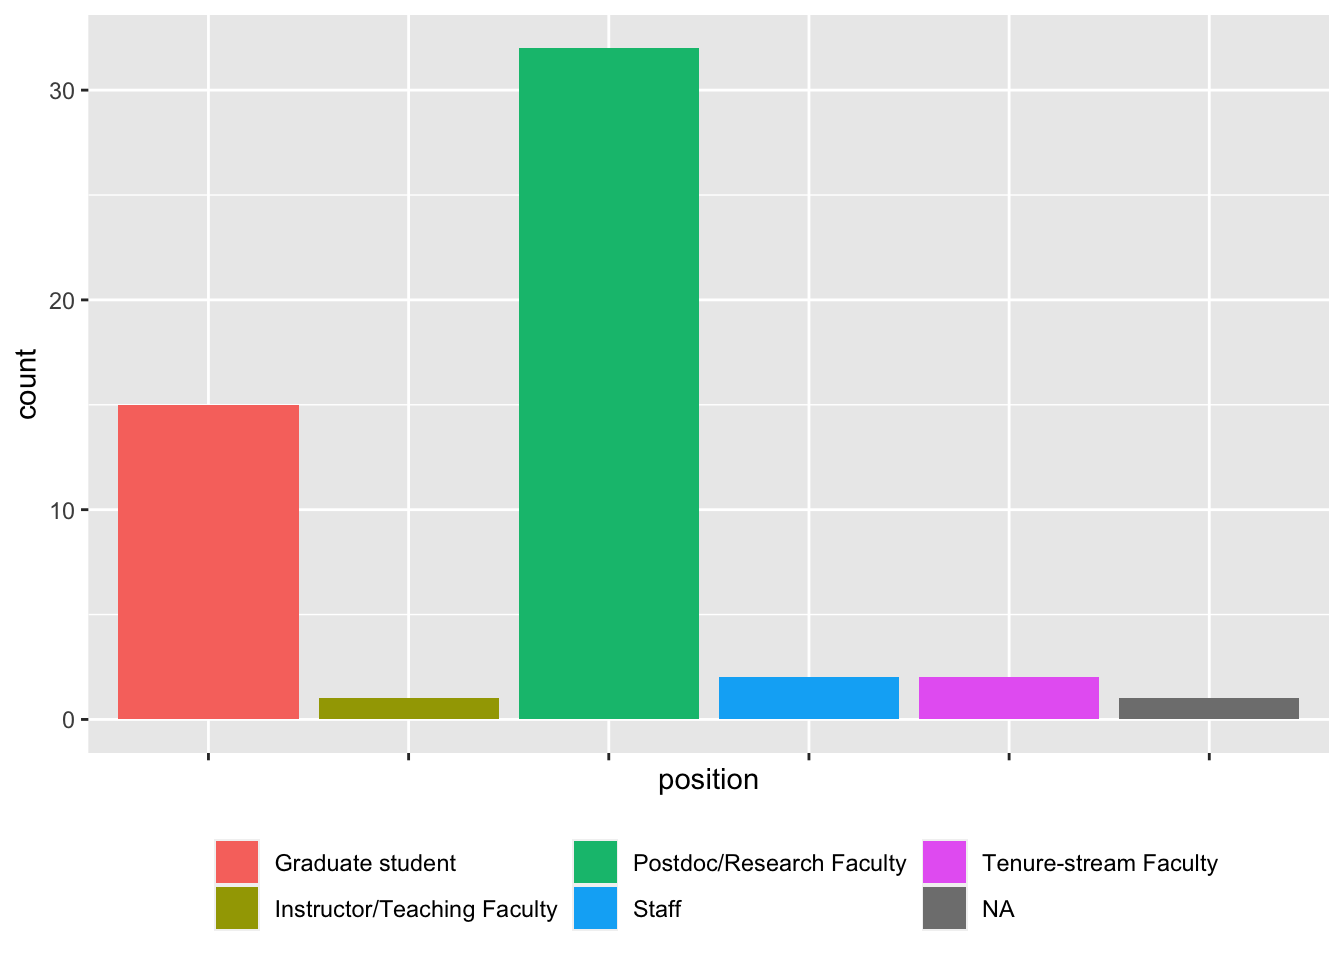 30
20
10
0
count
position
Graduate student
Postdoc/Research Faculty
Tenure-stream Faculty
Instructor/Teaching Faculty
Staff
NA